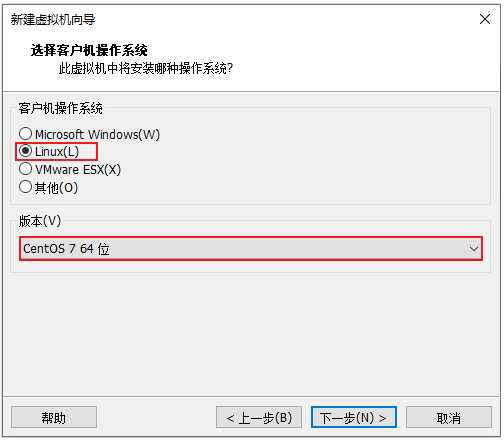 新建虚拟机向导
选择客户机操作系统
此虚拟机中将安装哪种操作系统?
客户机操作系统
Microsoft Windows(W)
Linux(L)
VMware ESX(X)
其他(O)
版本(V)
CentOS 7 64 位
帮助
< 上一步(B)
下一步(N) >
取消